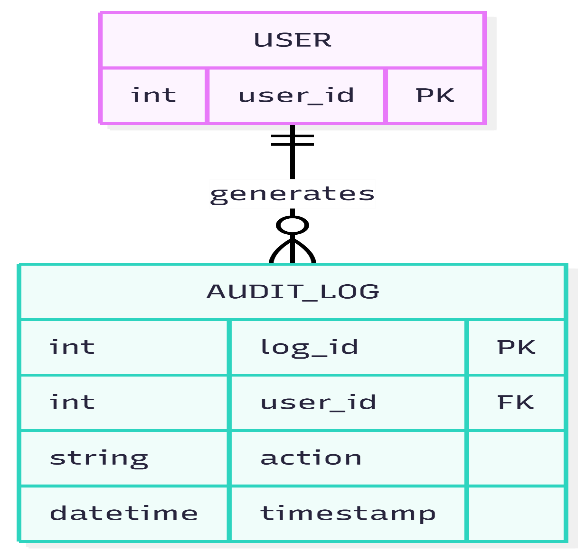 USER
int user_id PK
generates
AUDIT_LOG
int log_id PK
int user_id FK
string action
datetime timestamp